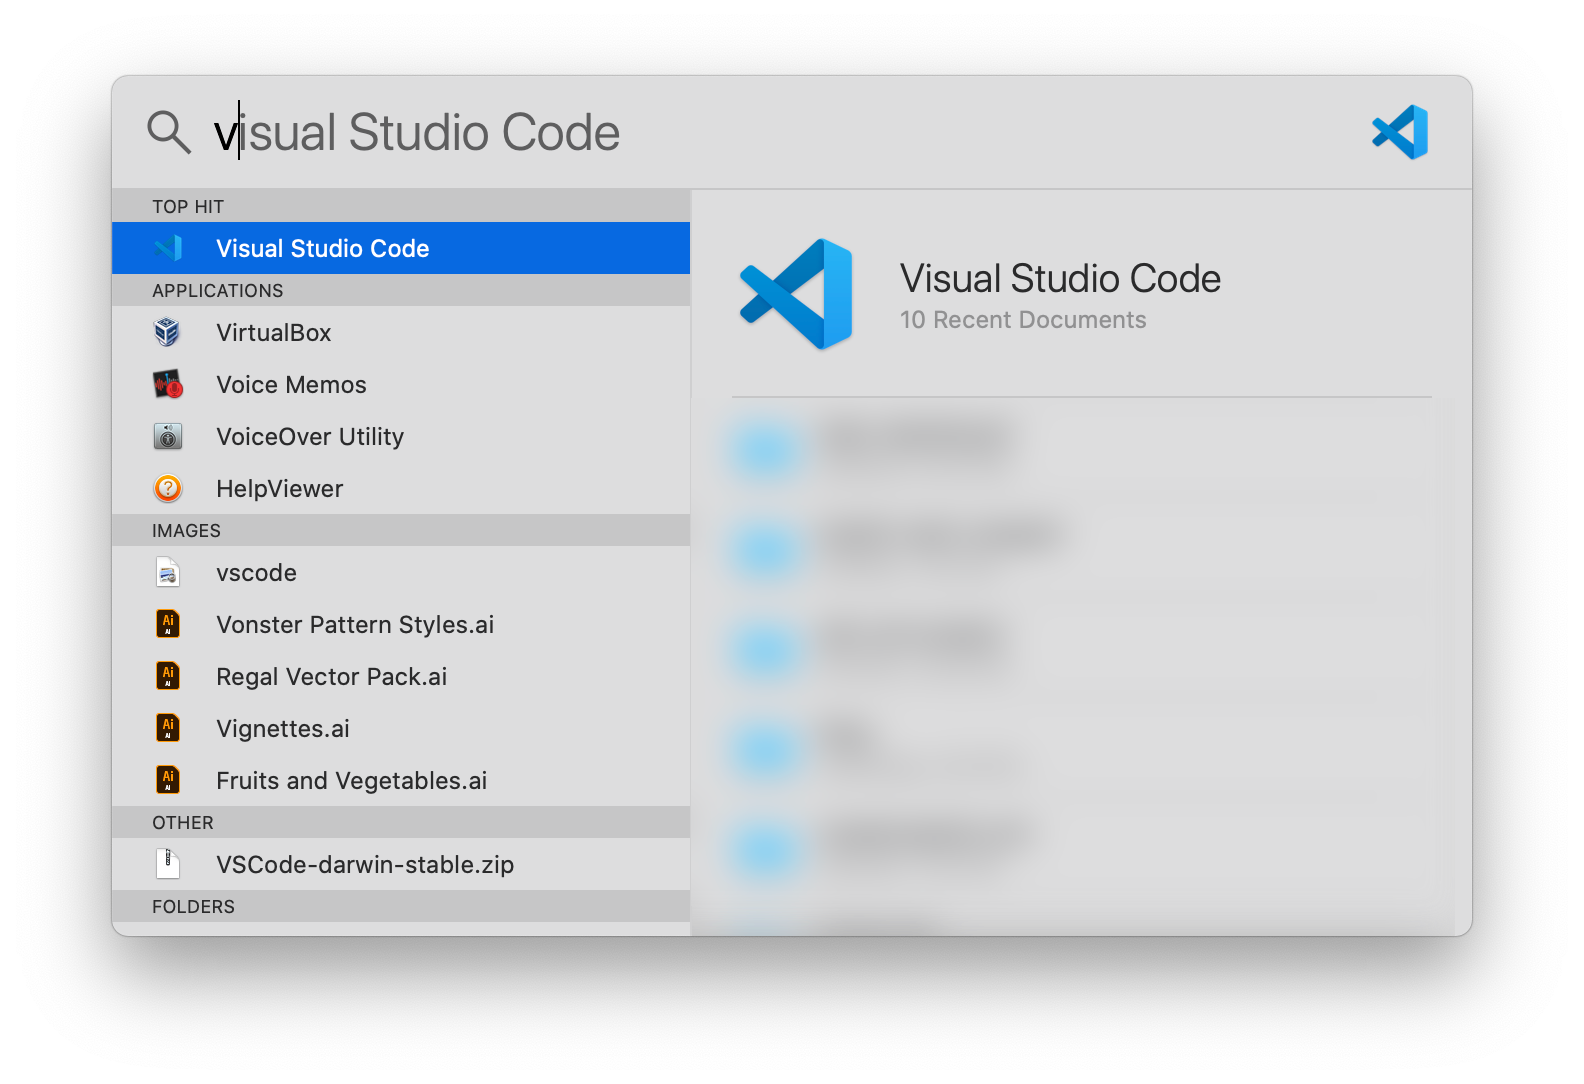 visual Studio Code
TOP HIT
Visual Studio Code
APPLICATIONS
VirtualBox
Voice Memos
VoiceOver Utility
HelpViewer
IMAGES
vscode
Vonster Pattern Styles.ai
Regal Vector Pack.ai
Vignettes.ai
Fruits and Vegetables.ai
OTHER
VSCode-darwin-stable.zip
FOLDERS
Visual Studio Code
10 Recent Documents